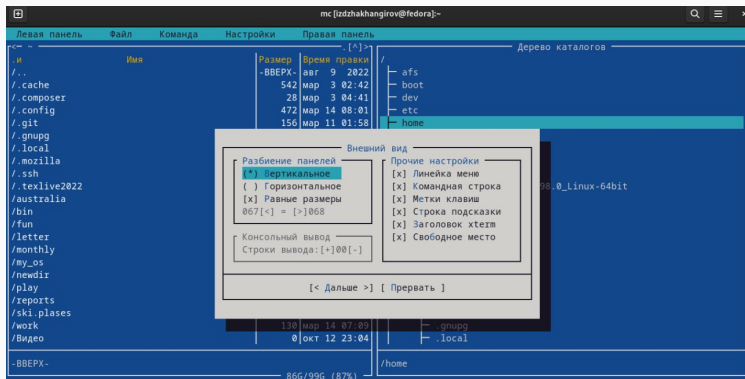 mc [izdzhakhangirov@fedora]:~
Левая панель Файл Команда Настройки Правая панель
<— ~ .[^]>
.и Имя Размер Время правки
/.. -ВВЕРХ- авг 9 2022
/.cache 542 мар 3 02:42
/.composer 28 мар 3 04:41
/.config 472 мар 14 08:01
/.git 156 мар 11 01:58
/.gnupg
/.local
/.mozilla
/.ssh
/.texlive2022
/australia
/bin
/fun
/letter
/monthly
/my_os
/newdir
/play
/reports
/ski.plases
/work 130 мар 14 07:09
/Видео 0 окт 12 23:04
-ВВЕРХ-
86G/99G (87%)
Дерево каталогов
/
afs
boot
dev
etc
home
98.0_Linux-64bit
.gnupg
.local
/home
Внешний вид
Разбиение панелей
(*) Вертикальное
( ) Горизонтальное
[x] Равные размеры
067[<] = [>]068
Консольный вывод
Строки вывода:[+]00[-]
Прочие настройки
[x] Линейка меню
[x] Командная строка
[x] Метки клавиш
[x] Строка подсказки
[x] Заголовок xterm
[x] Свободное место
[< Дальше >] [ Прервать ]